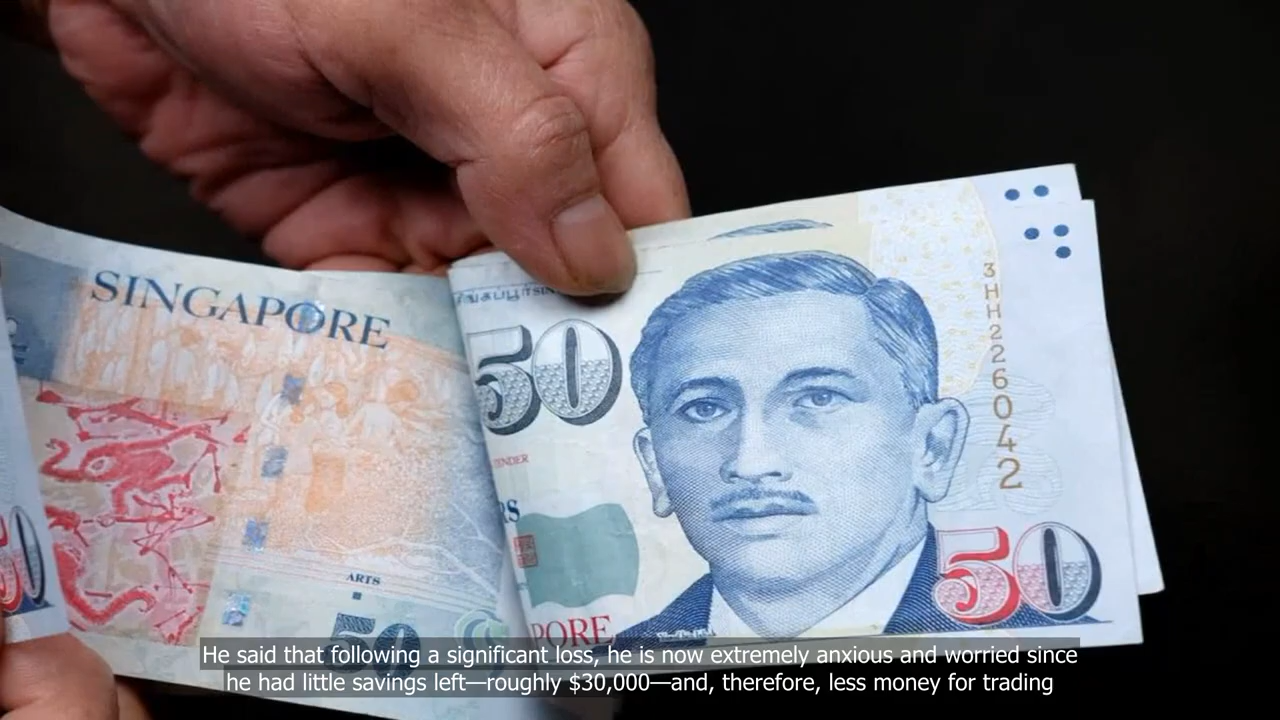 SINGAPORE
ARTS
50
50
50
3HH226042
50
PORE
He said that following a significant loss, he is now extremely anxious and worried since
he had little savings left—roughly $30,000—and, therefore, less money for trading